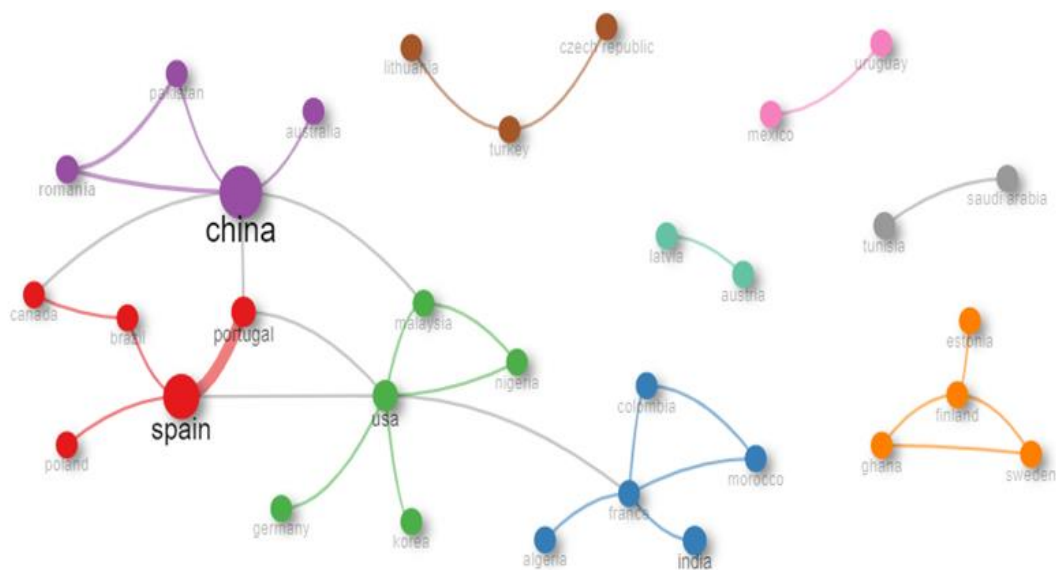 lithuania
czech republic
uruguay
pakistan
australia
mexico
turkey
romania
saudi arabia
china
tunisia
latvia
austria
canada
malaysia
portugal
brazil
estonia
nigeria
colombia
usa
finland
spain
poland
ghana
sweden
morocco
france
germany
korea
algeria
india